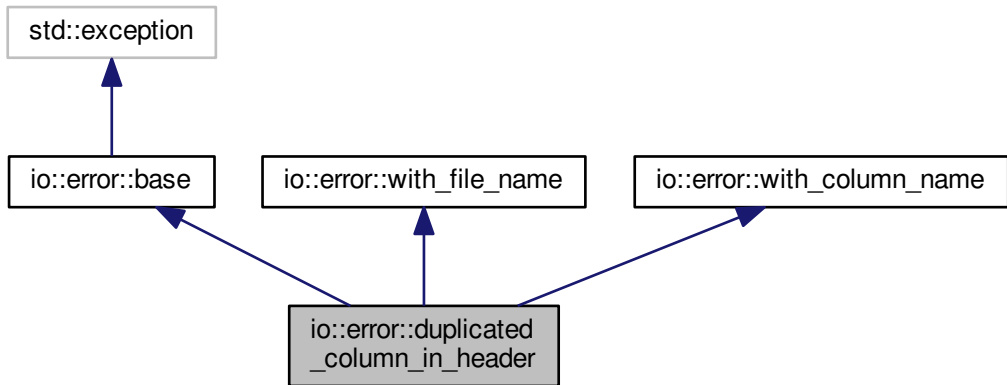 std::exception
io::error::base
io::error::with_file_name
io::error::with_column_name
io::error::duplicated
_column_in_header